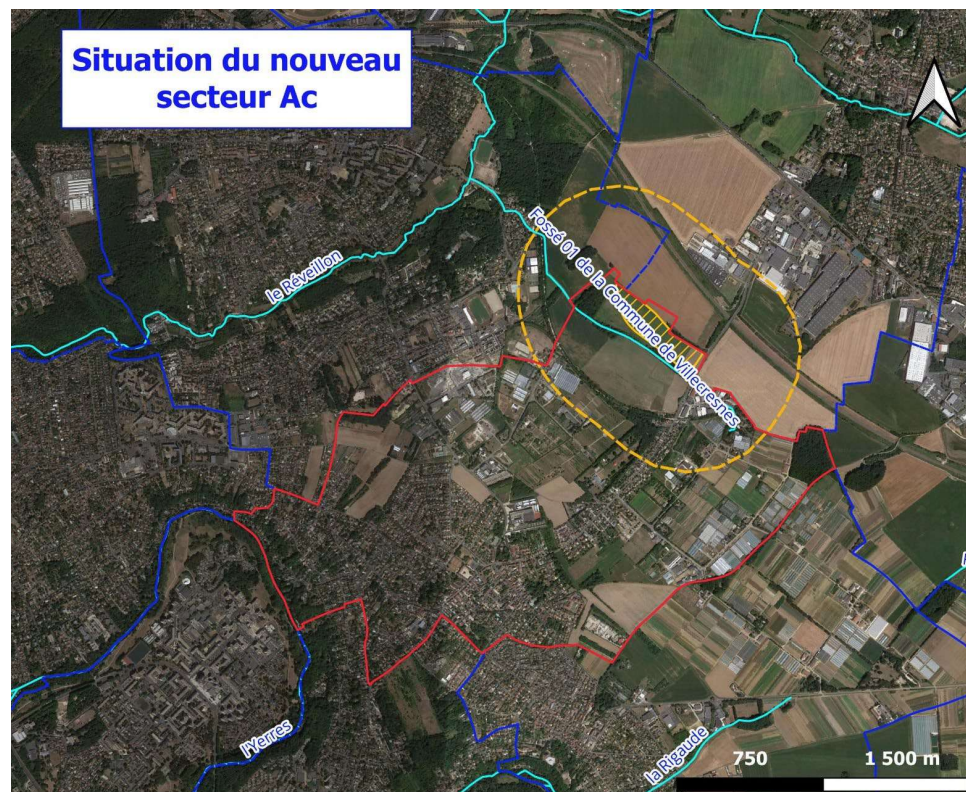 Situation du nouveau
secteur Ac
Fossé 01 de la Commune de Villecresnes
le Réveillon
l'Yerres
la Rigaude
750
1 500 m